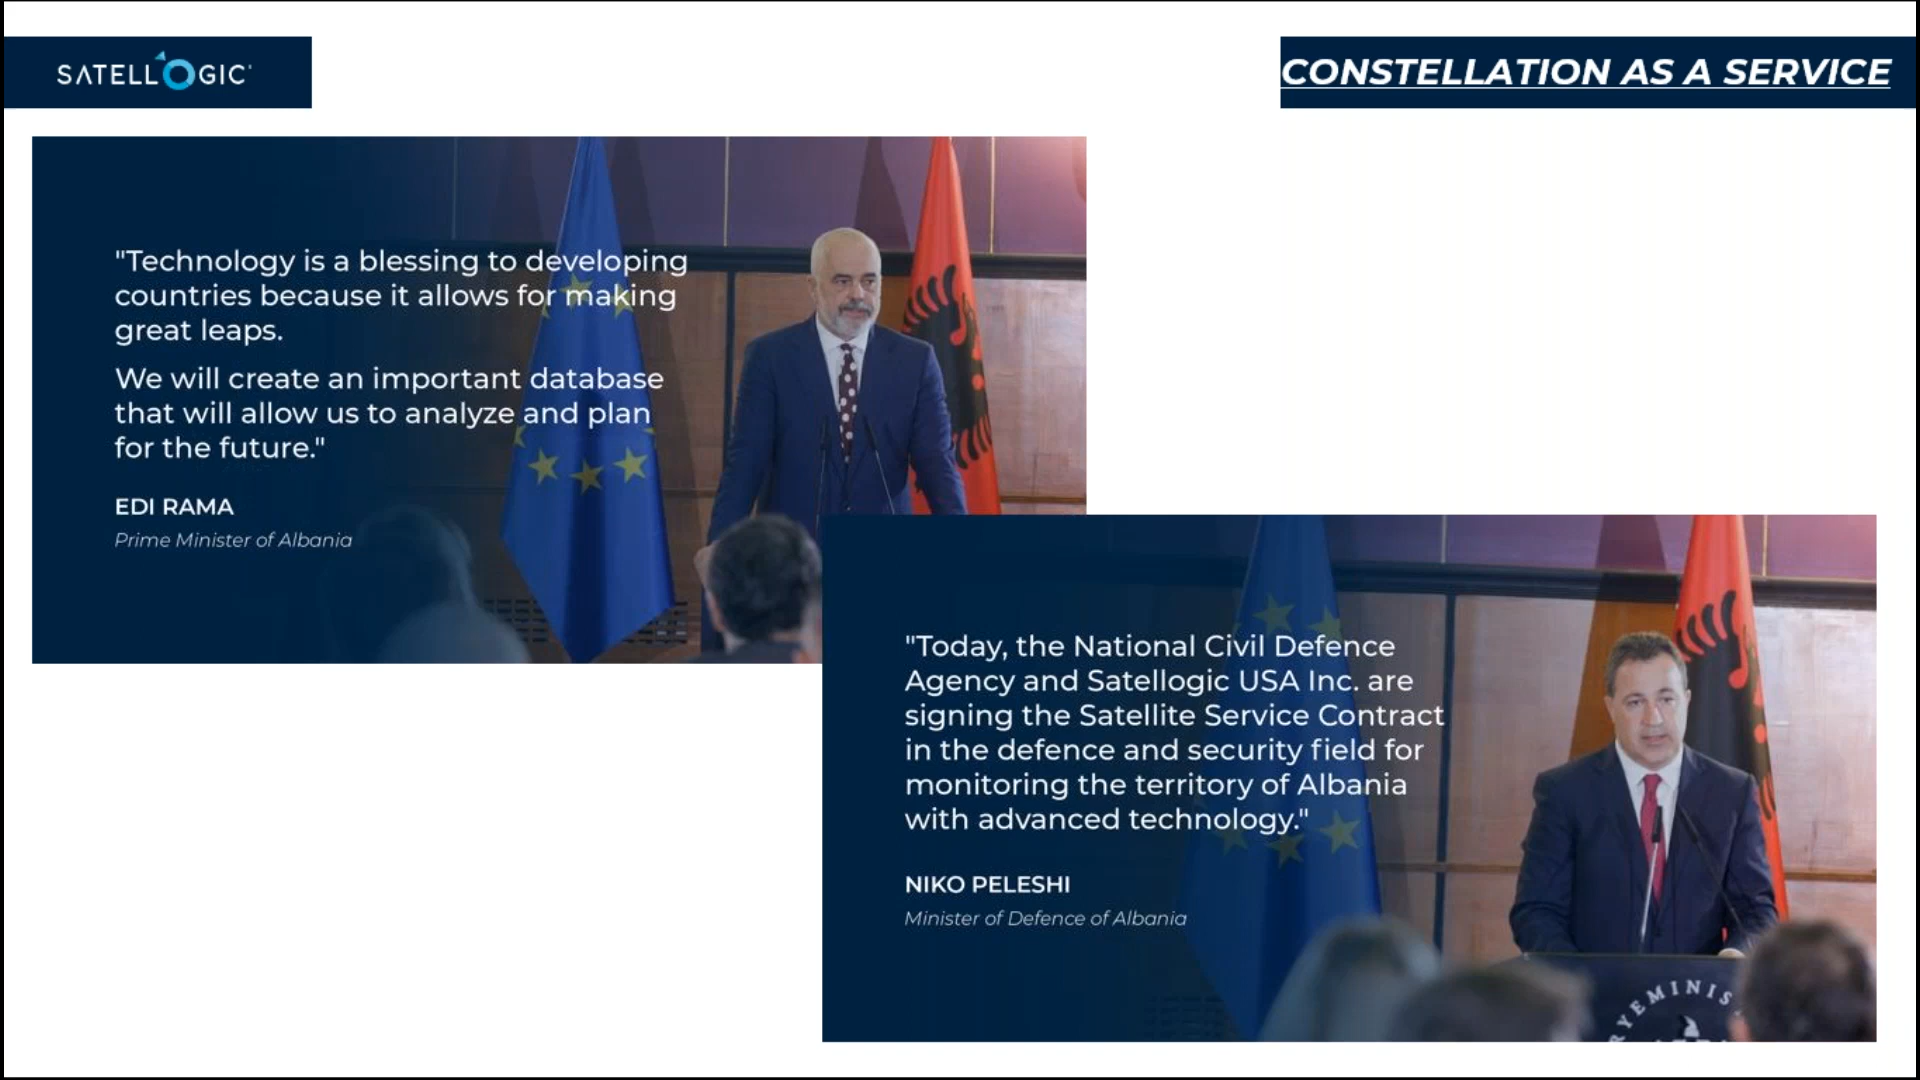 SATELLOGIC
CONSTELLATION AS A SERVICE
"Technology is a blessing to developing
countries because it allows for making
great leaps.
We will create an important database
that will allow us to analyze and plan
for the future."
EDI RAMA
Prime Minister of Albania
"Today, the National Civil Defence
Agency and Satellogic USA Inc. are
signing the Satellite Service Contract
in the defence and security field for
monitoring the territory of Albania
with advanced technology."
NIKO PELESHI
Minister of Defence of Albania
RYEMINIS